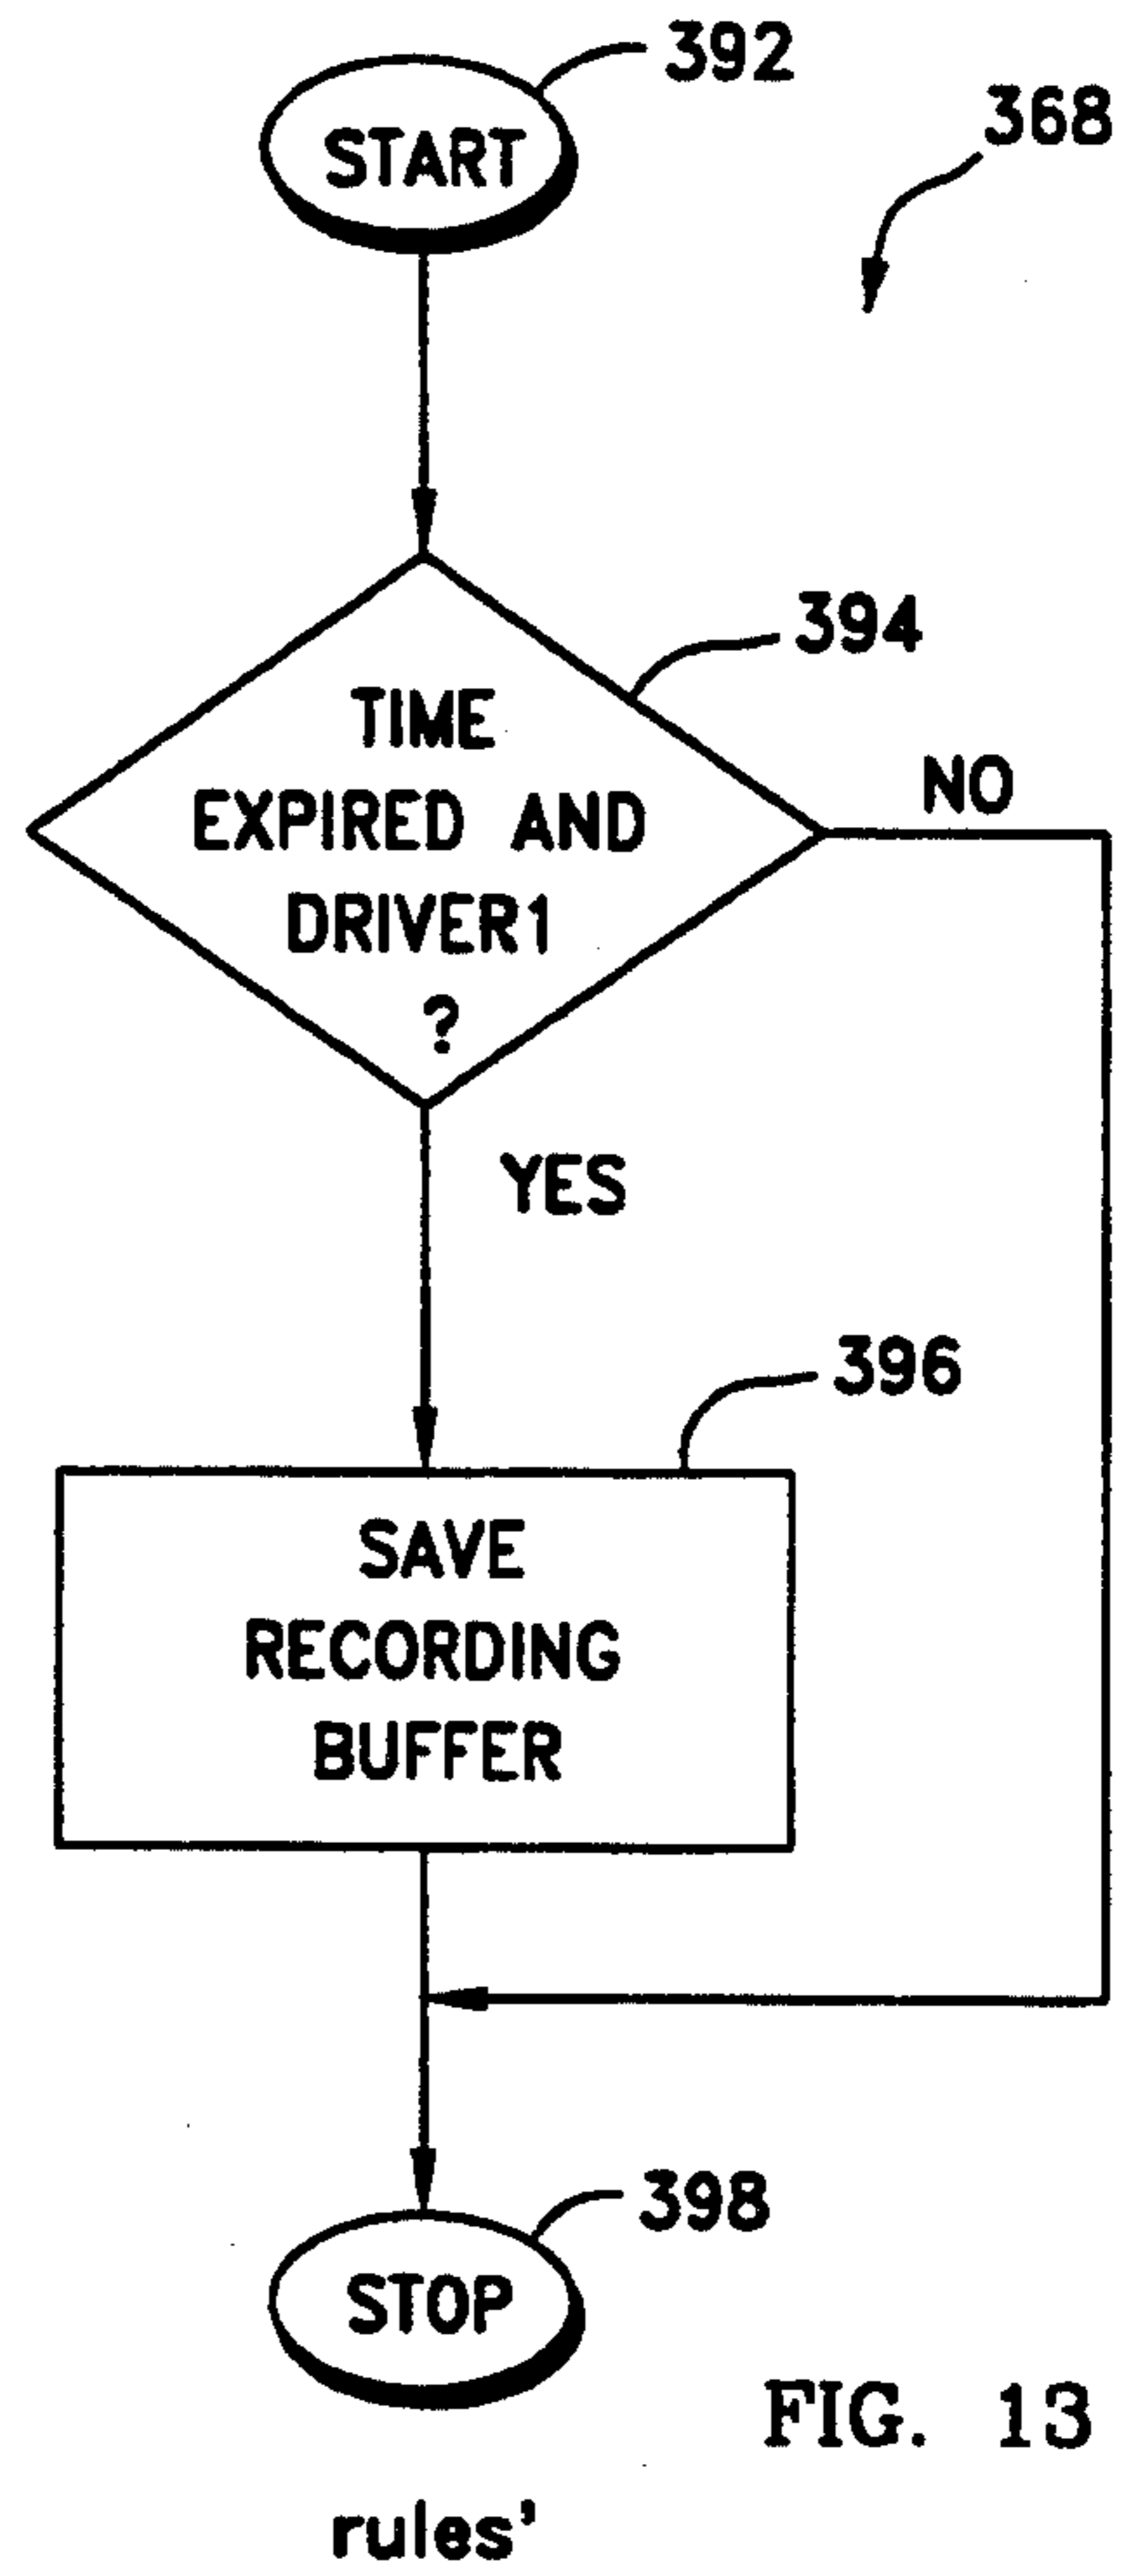 392
START
368
394
TIME
EXPIRED AND
DRIVER1
?
NO
YES
396
SAVE
RECORDING
BUFFER
398
STOP
FIG. 13
rules'